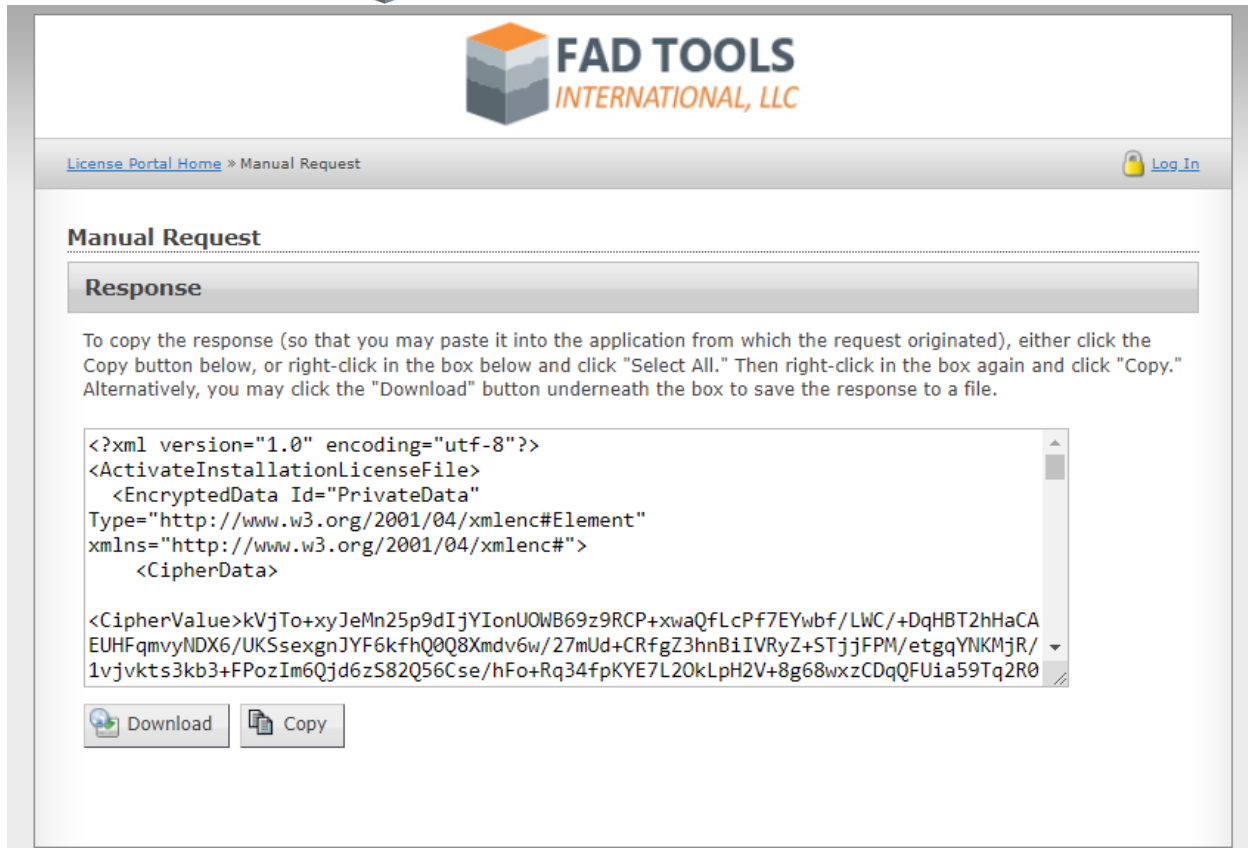 FAD TOOLS
INTERNATIONAL, LLC
License Portal Home » Manual Request
Log In
Manual Request
Response
To copy the response (so that you may paste it into the application from which the request originated), either click the
Copy button below, or right-click in the box below and click "Select All." Then right-click in the box again and click "Copy."
Alternatively, you may click the "Download" button underneath the box to save the response to a file.
<?xml version="1.0" encoding="utf-8"?>
<ActivateInstallationLicenseFile>
<EncryptedData Id="PrivateData"
Type="http://www.w3.org/2001/04/xmlenc#Element"
xmlns="http://www.w3.org/2001/04/xmlenc#">
<CipherData>
<CipherValue>kVjTo+xyJeMn25p9dIjYIonUOWB69z9RCP+xwaQfLcPf7EYwbf/LWC/+DqHBT2hHaCA
EUHFqmvyNDX6/UKSsexgnJYF6kfhQ0Q8Xmdv6w/27mUd+CRfgZ3hnBiIVRyZ+STjjFPM/etgqYNKMjR/
1vjvkts3kb3+FPozIm6Qjd6zS82Q56Cse/hFo+Rq34fpKYE7L2OkLpH2V+8g68wxzCDqQFUia59Tq2R0
Download
Copy